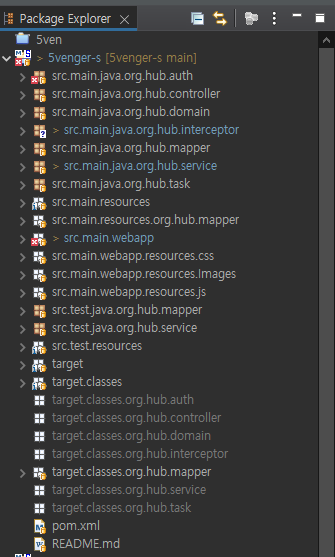 Package Explorer
5ven
> 5venger-s [5venger-s main]
src.main.java.org.hub.auth
src.main.java.org.hub.controller
src.main.java.org.hub.domain
> src.main.java.org.hub.interceptor
src.main.java.org.hub.mapper
> src.main.java.org.hub.service
src.main.java.org.hub.task
src.main.resources
src.main.resources.org.hub.mapper
> src.main.webapp
src.main.webapp.resources.css
src.main.webapp.resources.Images
src.main.webapp.resources.js
src.test.java.org.hub.mapper
src.test.java.org.hub.service
src.test.resources
target
target.classes
target.classes.org.hub.auth
target.classes.org.hub.controller
target.classes.org.hub.domain
target.classes.org.hub.interceptor
target.classes.org.hub.mapper
target.classes.org.hub.service
target.classes.org.hub.task
pom.xml
README.md